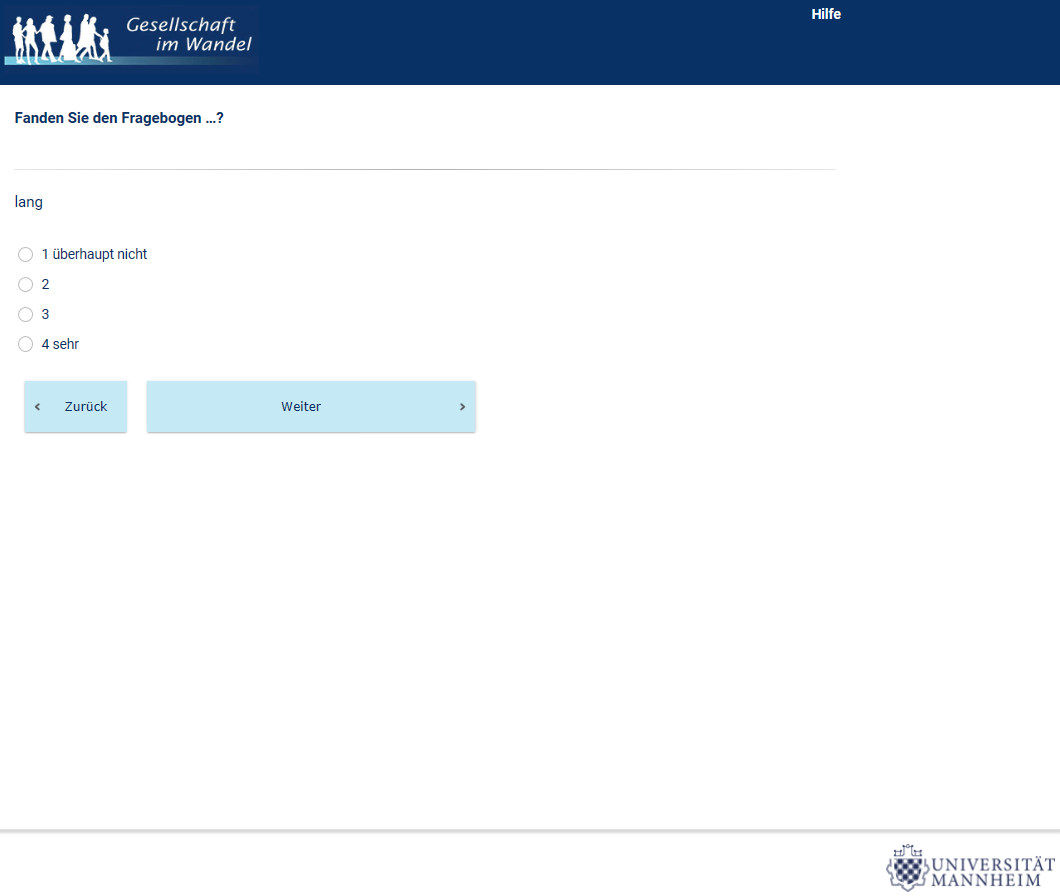 Gesellschaft
im Wandel
Hilfe
Fanden Sie den Fragebogen ...?
lang
1 überhaupt nicht
2
3
4 sehr
‹ Zurück
Weiter ›
UNIVERSITÄT
MANNHEIM